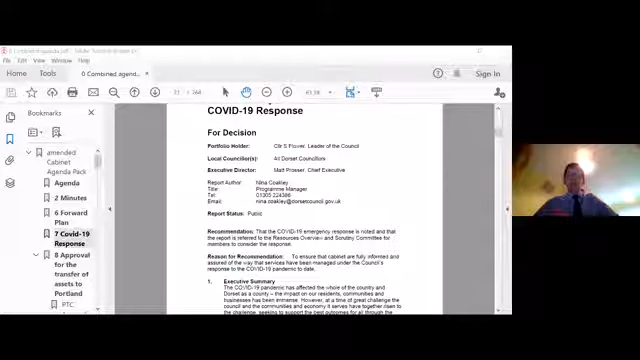 Home Tools 0 Combined agen... × Sign In
Bookmarks ×
amended
Cabinet
Agenda Pack
Agenda
2 Minutes
6 Forward
Plan
7 Covid-19
Response
8 Approval
for the
transfer of
assets to
Portland
PTC
COVID-19 Response
For Decision
Portfolio Holder: Cllr S Flower, Leader of the Council
Local Councillor(s): All Dorset Councillors
Executive Director: Matt Prosser, Chief Executive
Report Author Nina Coakley
Title: Programme Manager
Tel: 01305 224386
Email: nina.coakley@dorsetcouncil.gov.uk
Report Status: Public
Recommendation: That the COVID-19 emergency response is noted and that
the report is referred to the Resources Overview and Scrutiny Committee for
members to consider the response.
Reason for Recommendation: To ensure that cabinet are fully informed and
assured of the way that services have been managed under the Council's
response to the COVID-19 pandemic to date.
1. Executive Summary
The COVID-19 pandemic has affected the whole of the country and
Dorset as a county – the impact on our residents, communities and
businesses has been immense. However, at a time of great challenge the
council and the communities and economy it serves have together risen to
the challenge, seeking to support the best outcomes for all through the